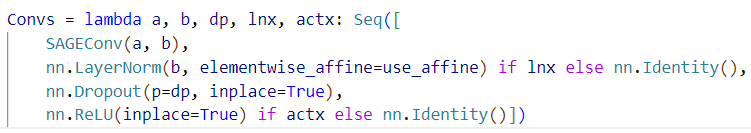 Convs = lambda a, b, dp, lnx, actx: Seq([
    SAGEConv(a, b),
    nn.LayerNorm(b, elementwise_affine=use_affine) if lnx else nn.Identity(),
    nn.Dropout(p=dp, inplace=True),
    nn.ReLU(inplace=True) if actx else nn.Identity()])